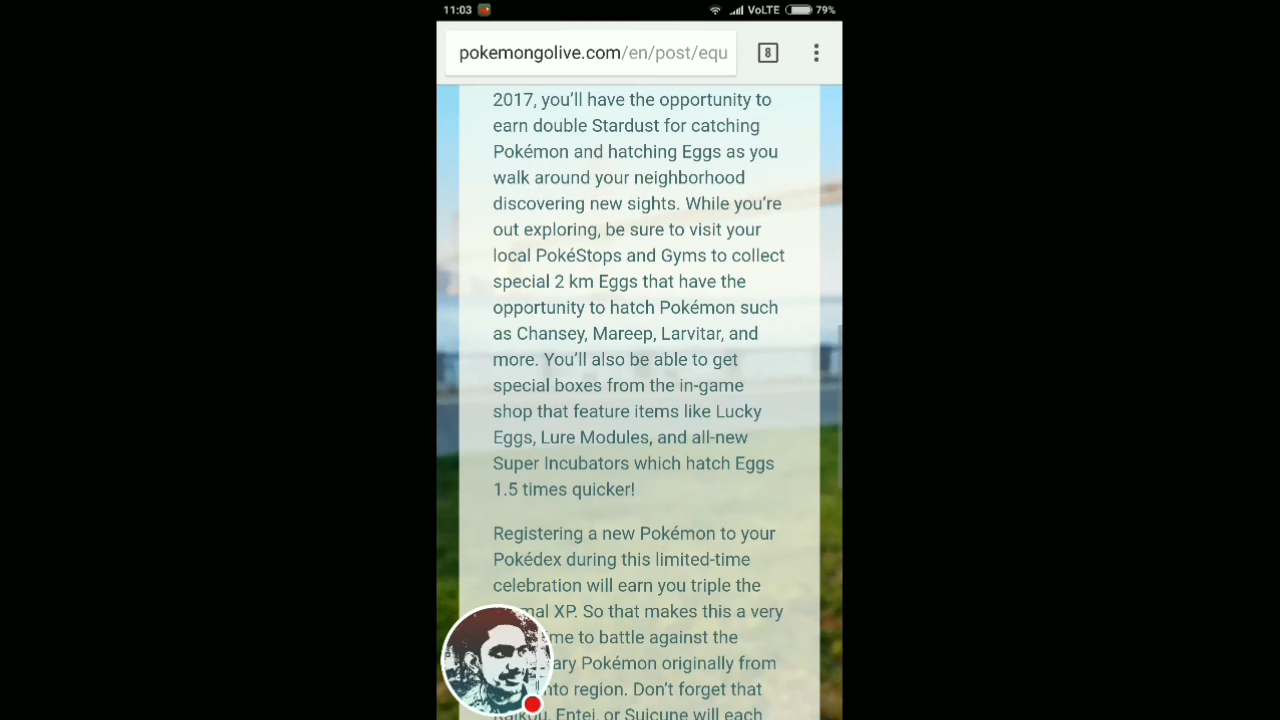 11:03
VoLTE
79%
pokemongolive.com/en/post/equ
8
2017, you’ll have the opportunity to
earn double Stardust for catching
Pokémon and hatching Eggs as you
walk around your neighborhood
discovering new sights. While you’re
out exploring, be sure to visit your
local PokéStops and Gyms to collect
special 2 km Eggs that have the
opportunity to hatch Pokémon such
as Chansey, Mareep, Larvitar, and
more. You’ll also be able to get
special boxes from the in-game
shop that feature items like Lucky
Eggs, Lure Modules, and all-new
Super Incubators which hatch Eggs
1.5 times quicker!
Registering a new Pokémon to your
Pokédex during this limited-time
celebration will earn you triple the
XP. So that makes this a very
to battle against the
Pokémon originally from
region. Don’t forget that
Raikou, Entei, or Suicune will each